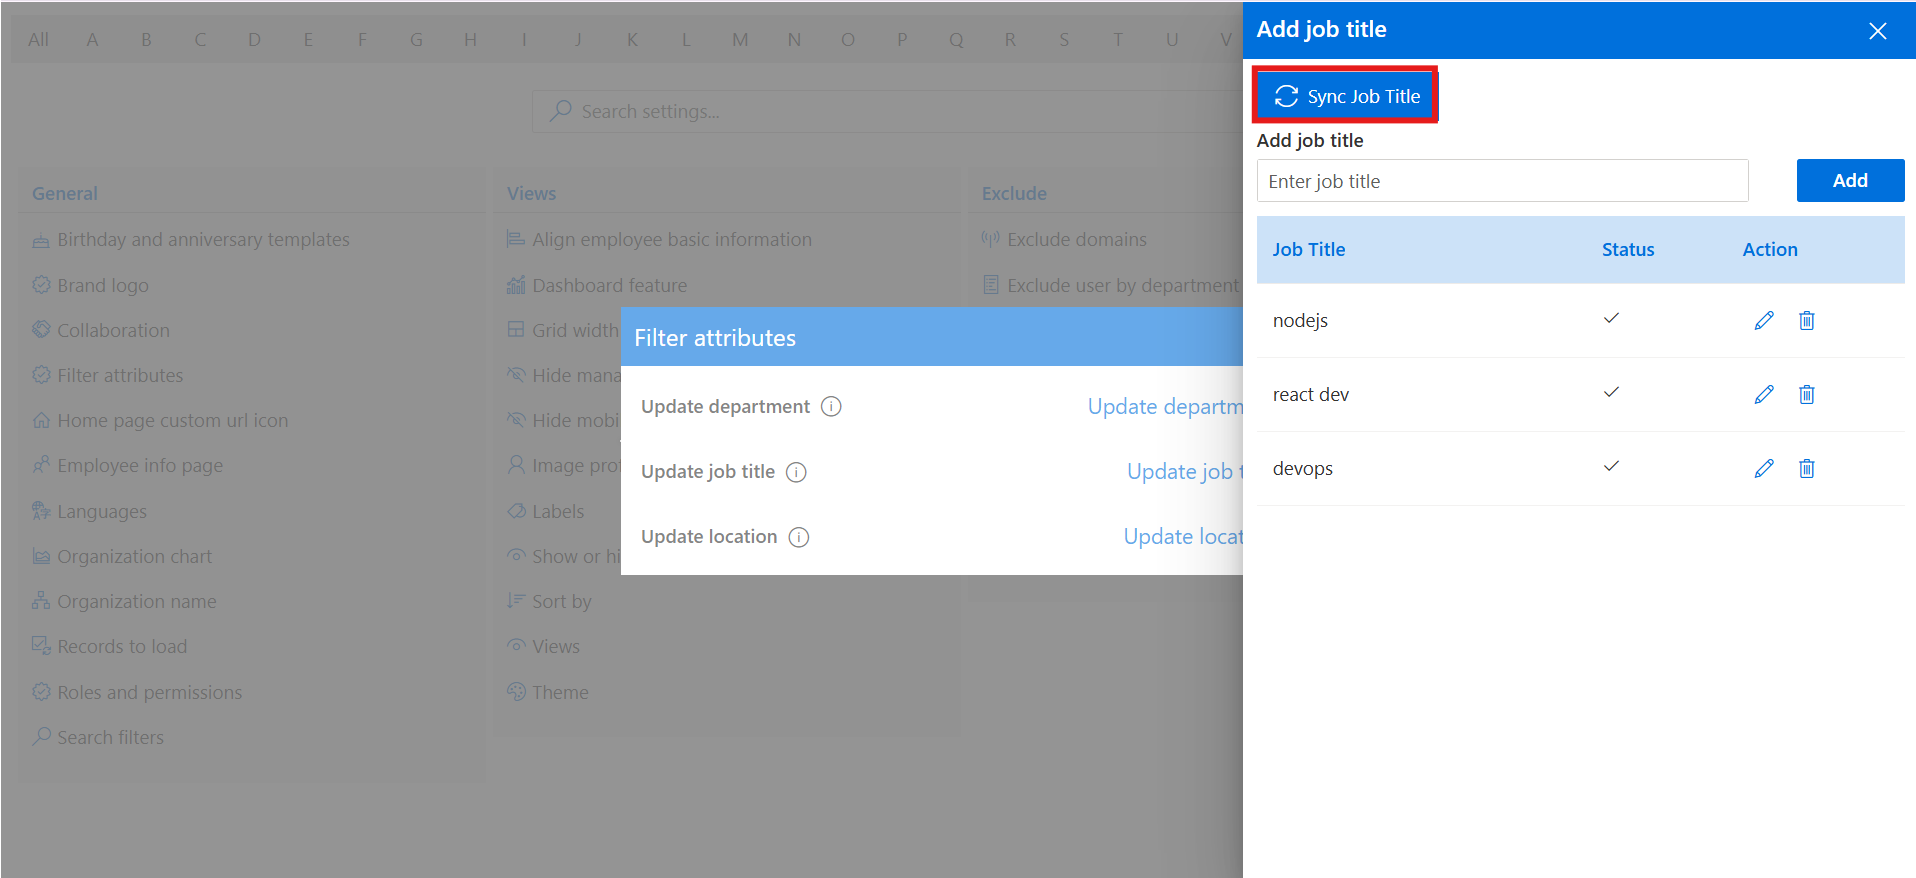 All A B C D E F G H I J K L M N O P Q R S T U V
Search settings...
General
Birthday and anniversary templates
Brand logo
Collaboration
Filter attributes
Home page custom url icon
Employee info page
Languages
Organization chart
Organization name
Records to load
Roles and permissions
Search filters
Views
Align employee basic information
Dashboard feature
Grid width
Hide mana
Hide mobi
Image prof
Labels
Show or hi
Sort by
Views
Theme
Exclude
Exclude domains
Exclude user by department
Filter attributes
Update department Update departm
Update job title Update job t
Update location Update locat
Add job title
Sync Job Title
Add job title
Enter job title
Add
Job Title Status Action
nodejs
react dev
devops